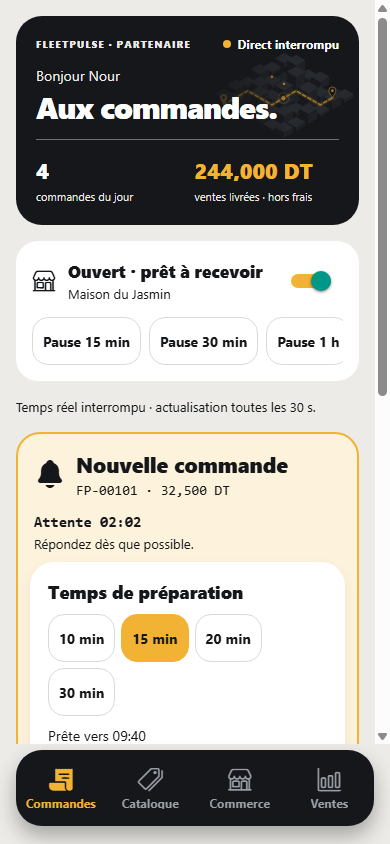 FLEETPULSE · PARTENAIRE
Direct interrompu
Bonjour Nour
Aux commandes.
4
244,000 DT
commandes du jour
ventes livrées · hors frais
Ouvert · prêt à recevoir
Maison du Jasmin
Pause 15 min
Pause 30 min
Pause 1 h
Temps réel interrompu · actualisation toutes les 30 s.
Nouvelle commande
FP-00101 · 32,500 DT
Attente 02:02
Répondez dès que possible.
Temps de préparation
10 min
15 min
20 min
30 min
Prête vers 09:40
Commandes
Catalogue
Commerce
Ventes